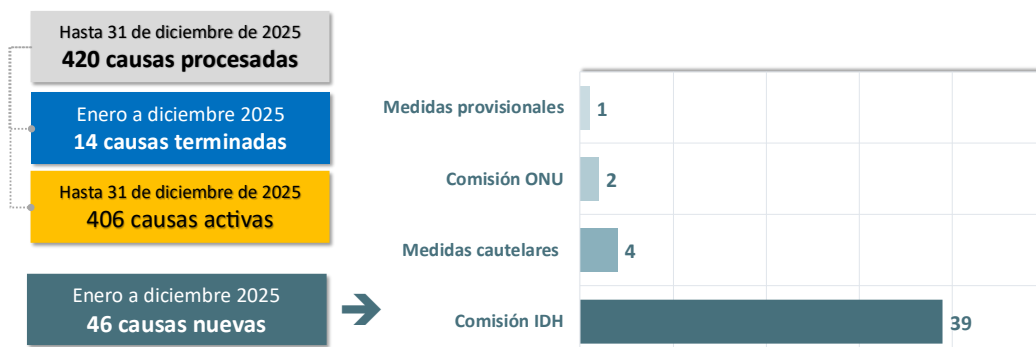 Hasta 31 de diciembre de 2025
420 causas procesadas
Enero a diciembre 2025
14 causas terminadas
Hasta 31 de diciembre de 2025
406 causas activas
Enero a diciembre 2025
46 causas nuevas
Medidas provisionales 1
Comisión ONU 2
Medidas cautelares 4
Comisión IDH 39